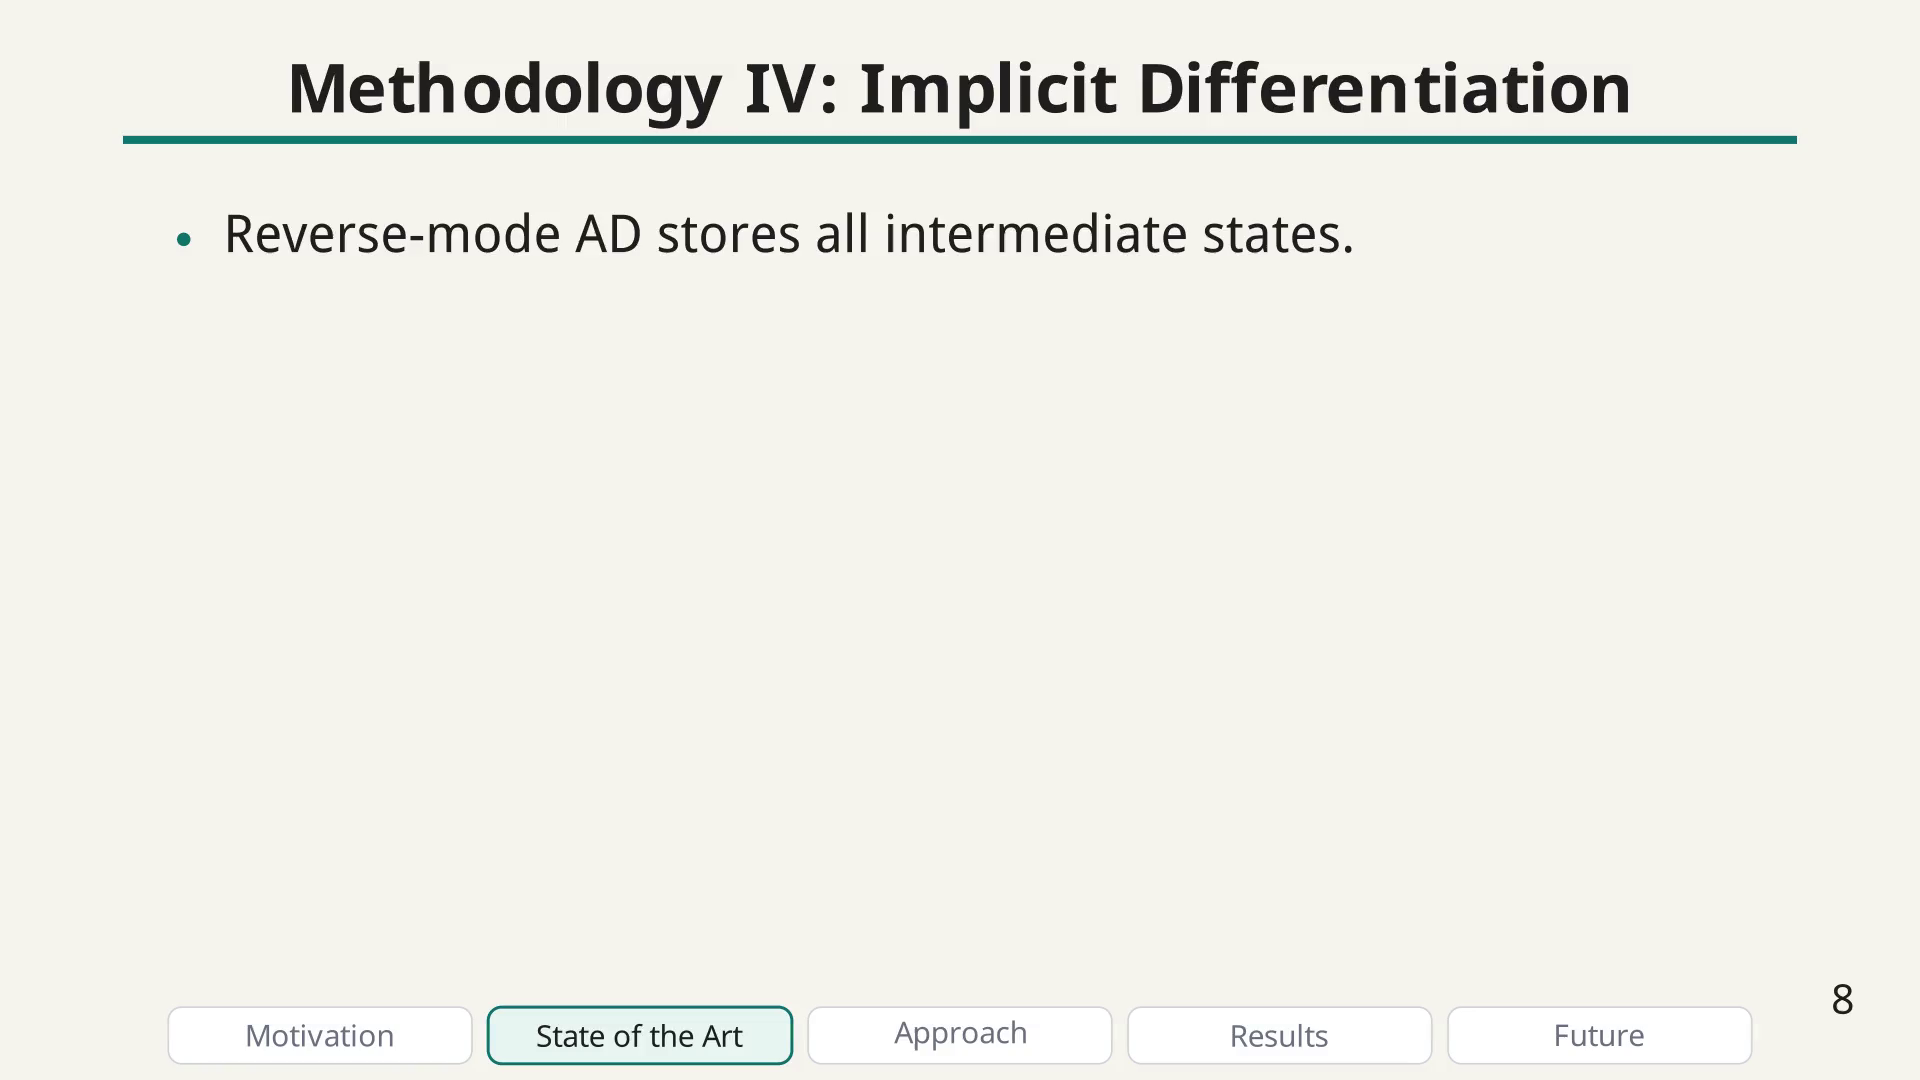 Methodology IV: Implicit Differentiation
• Reverse-mode AD stores all intermediate states.
8
Motivation
State of the Art
Approach
Results
Future